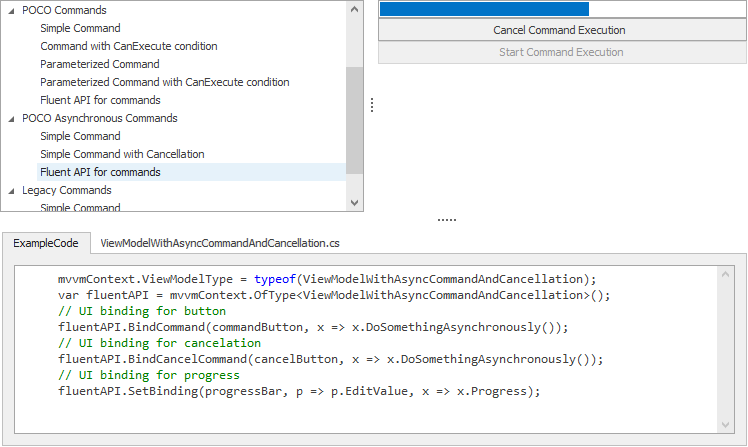 POCO Commands
Simple Command
Command with CanExecute condition
Parameterized Command
Parameterized Command with CanExecute condition
Fluent API for commands
POCO Asynchronous Commands
Simple Command
Simple Command with Cancellation
Fluent API for commands
Legacy Commands
Simple Command
Cancel Command Execution
Start Command Execution
ExampleCode
ViewModelWithAsyncCommandAndCancellation.cs
mvvmContext.ViewModelType = typeof(ViewModelWithAsyncCommandAndCancellation);
var fluentAPI = mvvmContext.OfType<ViewModelWithAsyncCommandAndCancellation>();
// UI binding for button
fluentAPI.BindCommand(commandButton, x => x.DoSomethingAsynchronously());
// UI binding for cancelation
fluentAPI.BindCancelCommand(cancelButton, x => x.DoSomethingAsynchronously());
// UI binding for progress
fluentAPI.SetBinding(progressBar, p => p.EditValue, x => x.Progress);